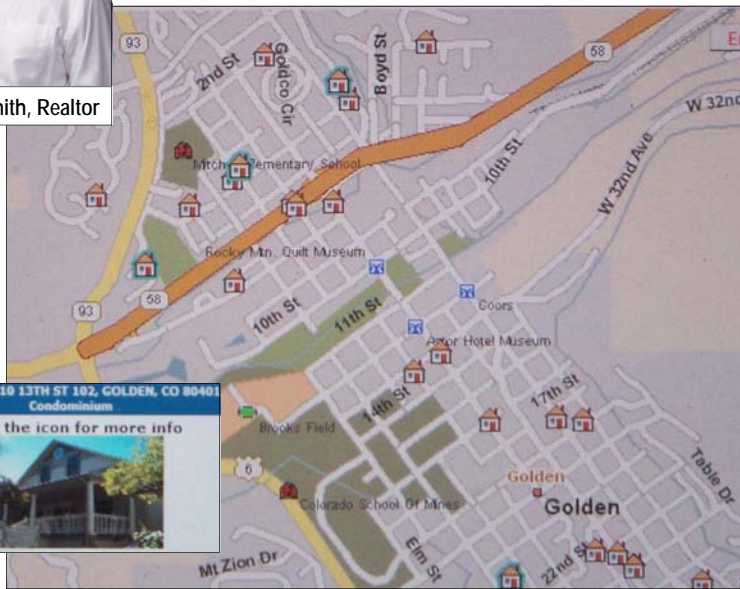 93
2nd St
Goldco Cir
Boyd St
58
W 32nd
mith, Realtor
Mitch Elementary School
10th St
W 32nd Ave
Rocky Mtn. Quilt Museum
58
93
10th St
11th St
Coors
Astor Hotel Museum
10 13TH ST 102, GOLDEN, CO 80401
Condominium
the icon for more info
14th St
17th St
Brooks Field
6
Golden
Golden
Table Dr
Colorado School Of Mines
Elm St
22nd St
Mt Zion Dr